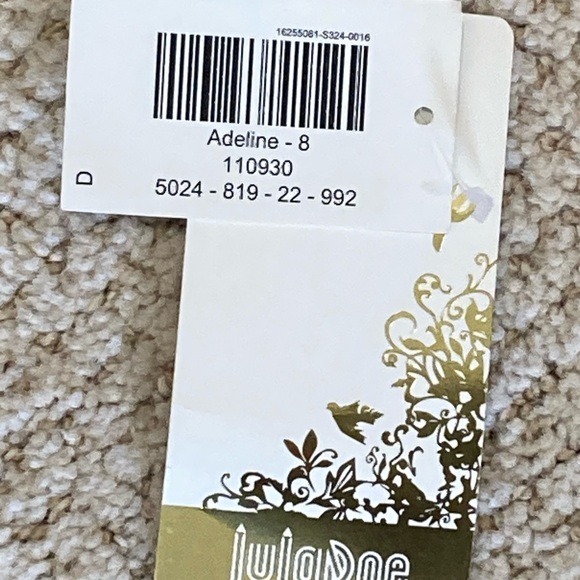 16255081-S324-0016
Adeline - 8
110930
5024 - 819 - 22 - 992
D